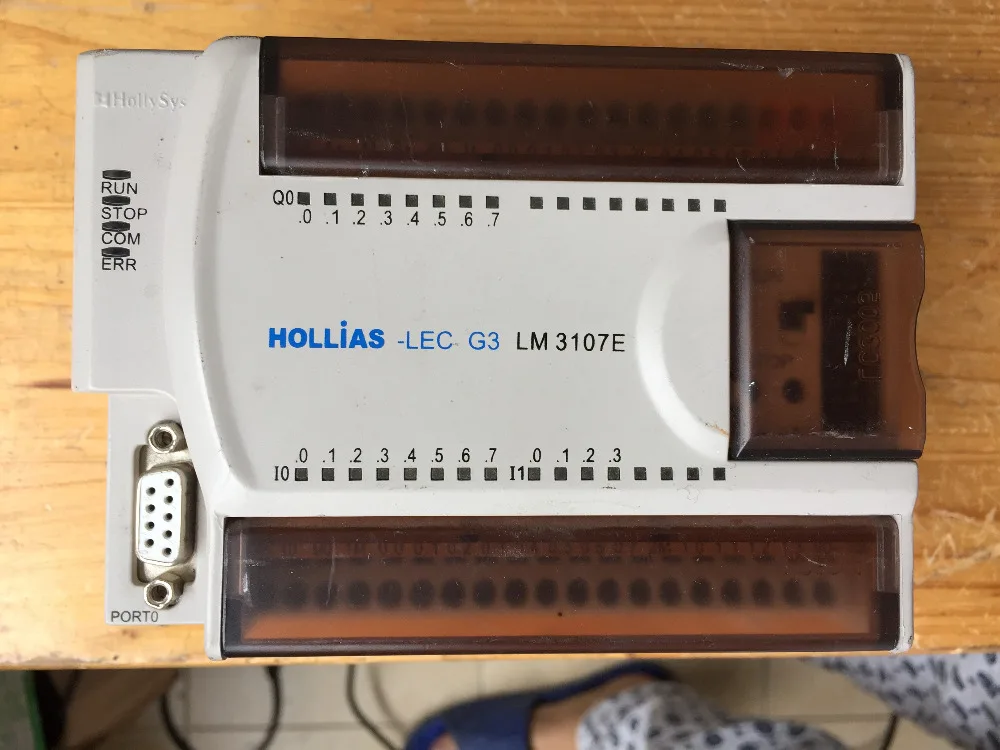 HollySys
RUN
STOP
COM
ERR
Q0
.0 .1 .2 .3 .4 .5 .6 .7
HOLLiAS -LEC G3 LM 3107E
.0 .1 .2 .3 .4 .5 .6 .7 .0 .1 .2 .3
I0 I1
PORT0